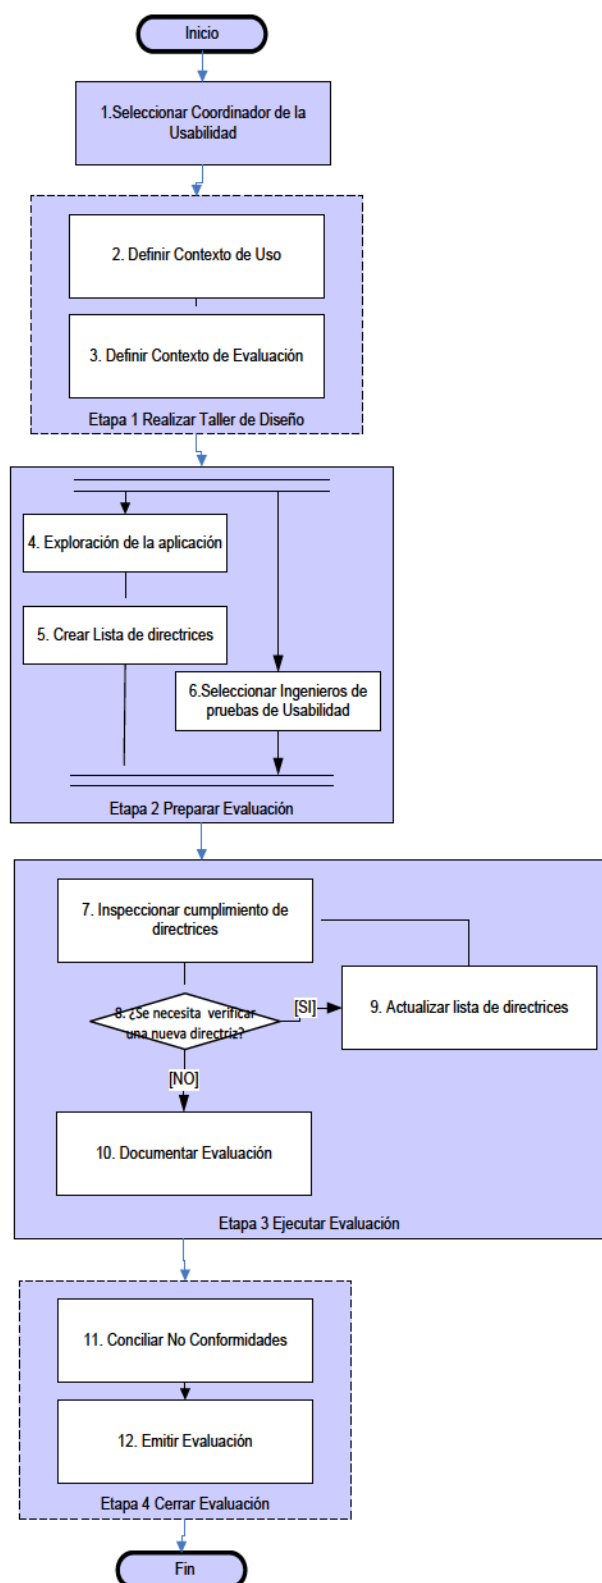 Inicio
1.Seleccionar Coordinador de la
Usabilidad
2. Definir Contexto de Uso
3. Definir Contexto de Evaluación
Etapa 1 Realizar Taller de Diseño
4. Exploración de la aplicación
5. Crear Lista de directrices
6.Seleccionar Ingenieros de
pruebas de Usabilidad
Etapa 2 Preparar Evaluación
7. Inspeccionar cumplimiento de
directrices
8. ¿Se necesita verificar
una nueva directriz?
[SI]
9. Actualizar lista de directrices
[NO]
10. Documentar Evaluación
Etapa 3 Ejecutar Evaluación
11. Conciliar No Conformidades
12. Emitir Evaluación
Etapa 4 Cerrar Evaluación
Fin